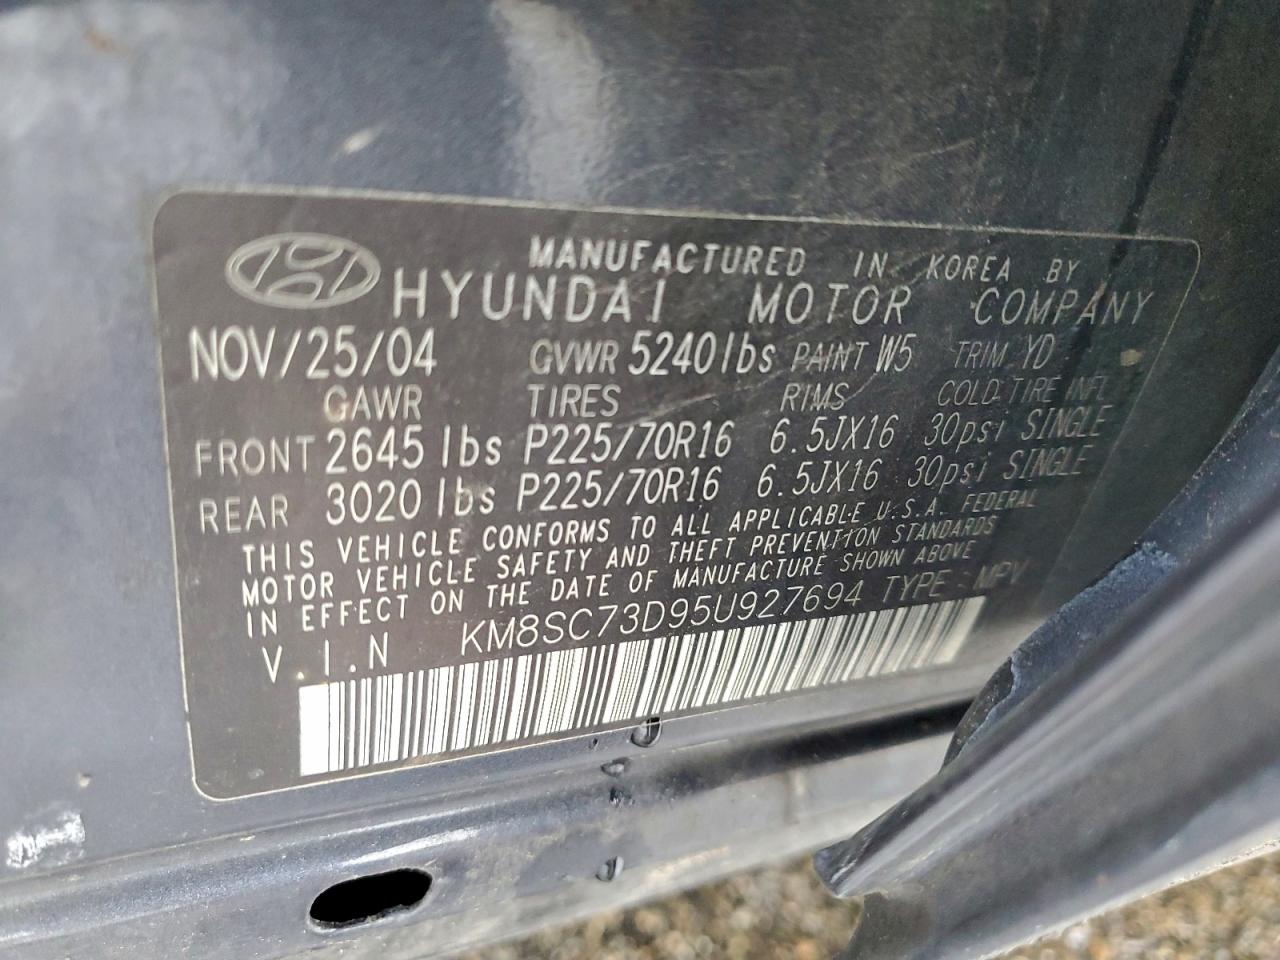 MANUFACTURED IN KOREA BY
HYUNDAI MOTOR COMPANY
NOV/25/04 GVWR 5240lbs PAINT W5 TRIM YD
GAWR TIRES RIMS COLD TIRE INFL
FRONT 2645 lbs P225/70R16 6.5JX16 30psi SINGLE
REAR 3020 lbs P225/70R16 6.5JX16 30psi SINGLE
THIS VEHICLE CONFORMS TO ALL APPLICABLE U.S.A. FEDERAL
MOTOR VEHICLE SAFETY AND THEFT PREVENTION STANDARDS
IN EFFECT ON THE DATE OF MANUFACTURE SHOWN ABOVE
V.I.N KM8SC73D95U927694 TYPE : MPV